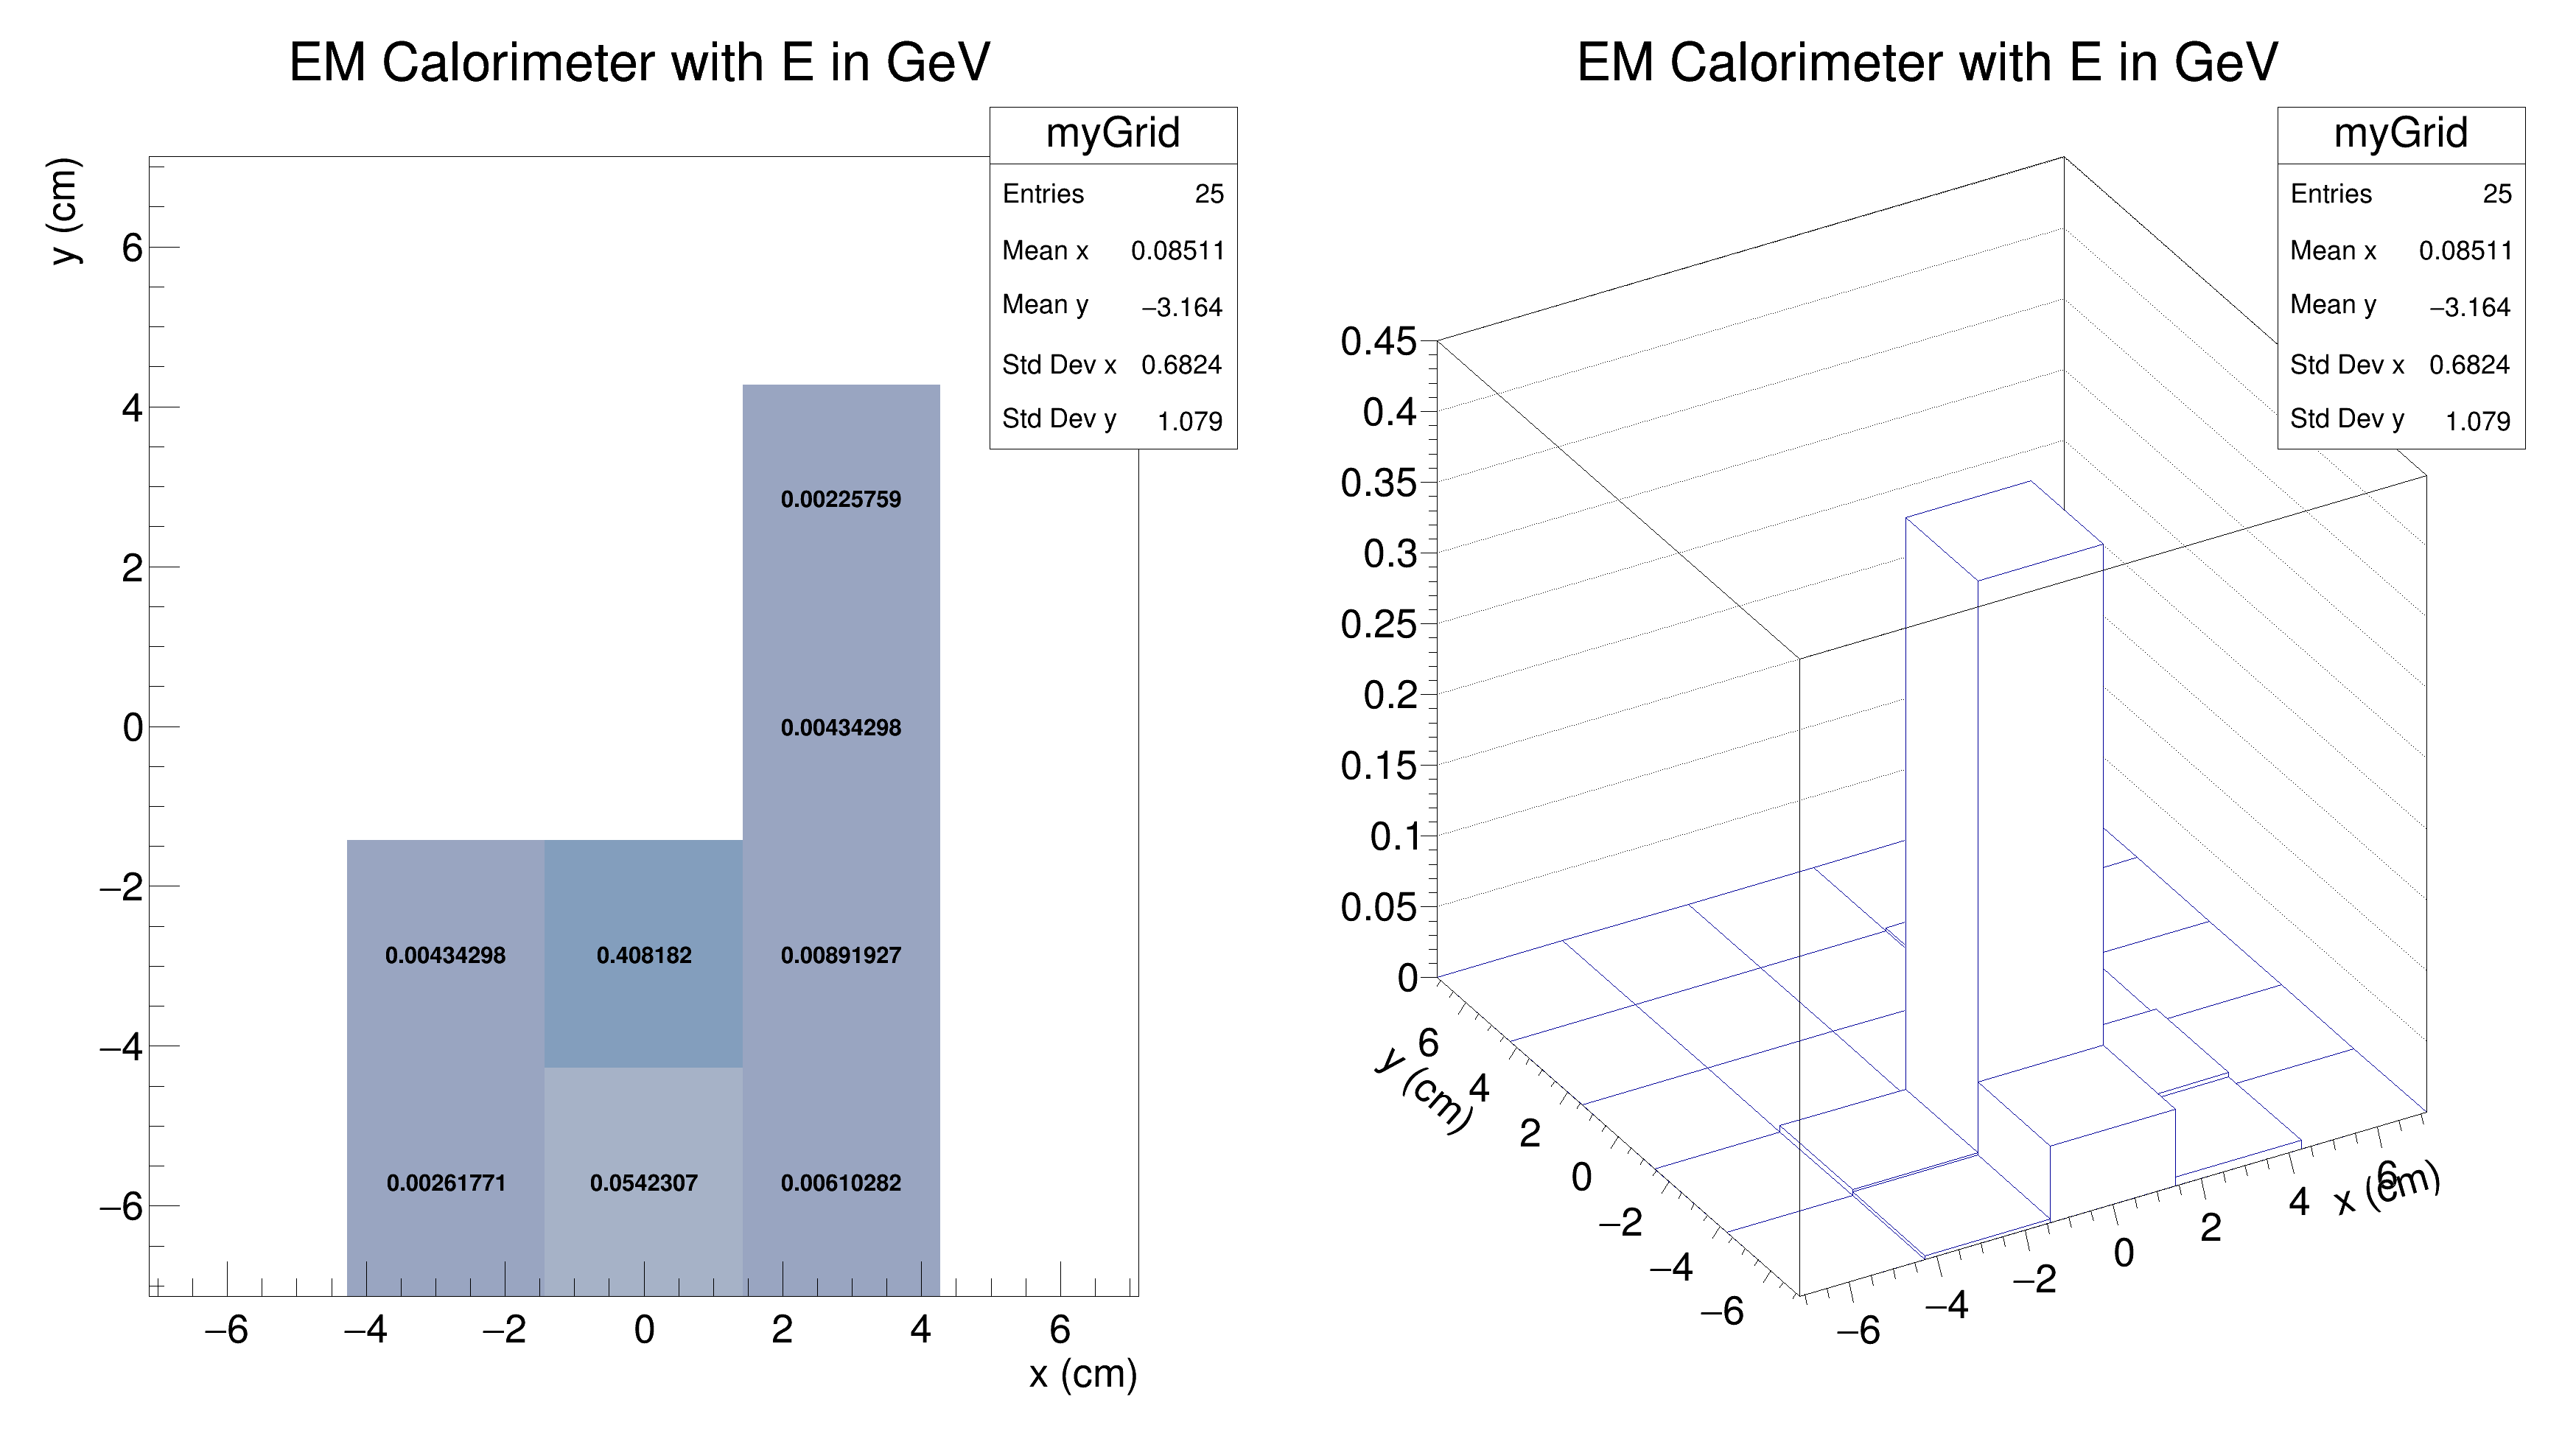 EM Calorimeter with E in GeV
myGrid
Entries 25
Mean x 0.08511
Mean y −3.164
Std Dev x 0.6824
Std Dev y 1.079
y (cm)
6
4
2
0
−2
−4
−6
0.00225759
0.00434298
0.00434298 0.408182 0.00891927
0.00261771 0.0542307 0.00610282
−6 −4 −2 0 2 4 6
x (cm)
EM Calorimeter with E in GeV
myGrid
Entries 25
Mean x 0.08511
Mean y −3.164
Std Dev x 0.6824
Std Dev y 1.079
0.45
0.4
0.35
0.3
0.25
0.2
0.15
0.1
0.05
0
6
4
2
0
−2
−4
−6
y (cm)
−6
−4
−2
0
2
4
6
x (cm)